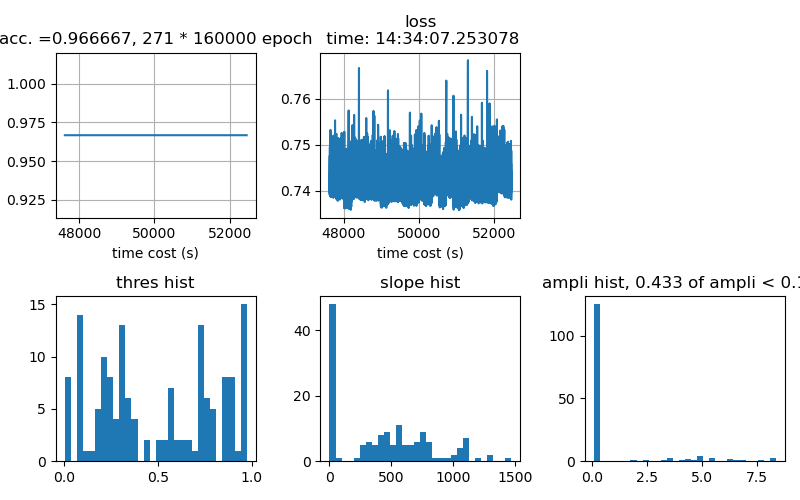 acc. =0.966667, 271 * 160000 epoch
loss
time: 14:34:07.253078
1.000
0.975
0.950
0.925
48000 50000 52000
time cost (s)
0.76
0.75
0.74
48000 50000 52000
time cost (s)
thres hist
15
10
5
0
0.0 0.5 1.0
slope hist
40
20
0
0 500 1000 1500
ampli hist, 0.433 of ampli < 0.1
100
50
0
0.0 2.5 5.0 7.5